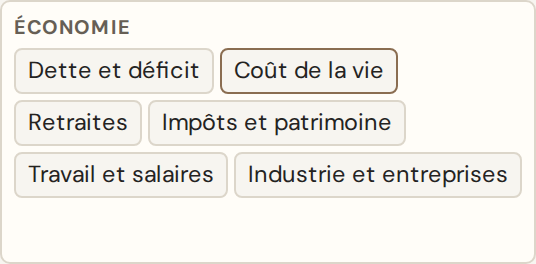 ÉCONOMIE
Dette et déficit Coût de la vie
Retraites Impôts et patrimoine
Travail et salaires Industrie et entreprises